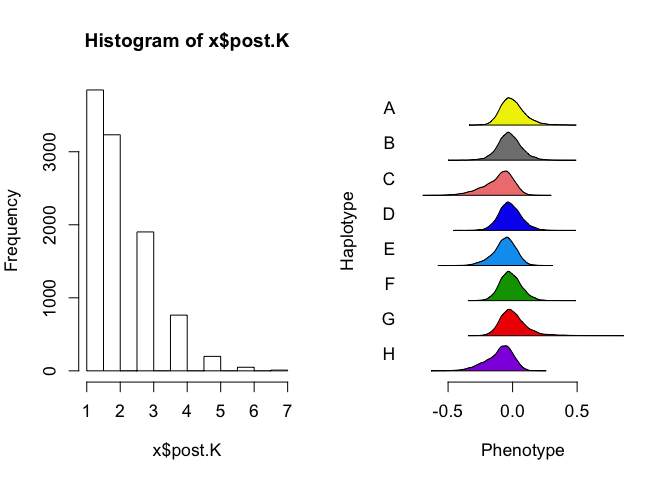 Histogram of x$post.K
Frequency
0
1000
2000
3000
1 2 3 4 5 6 7
x$post.K
Haplotype
A
B
C
D
E
F
G
H
-0.5 0.0 0.5
Phenotype